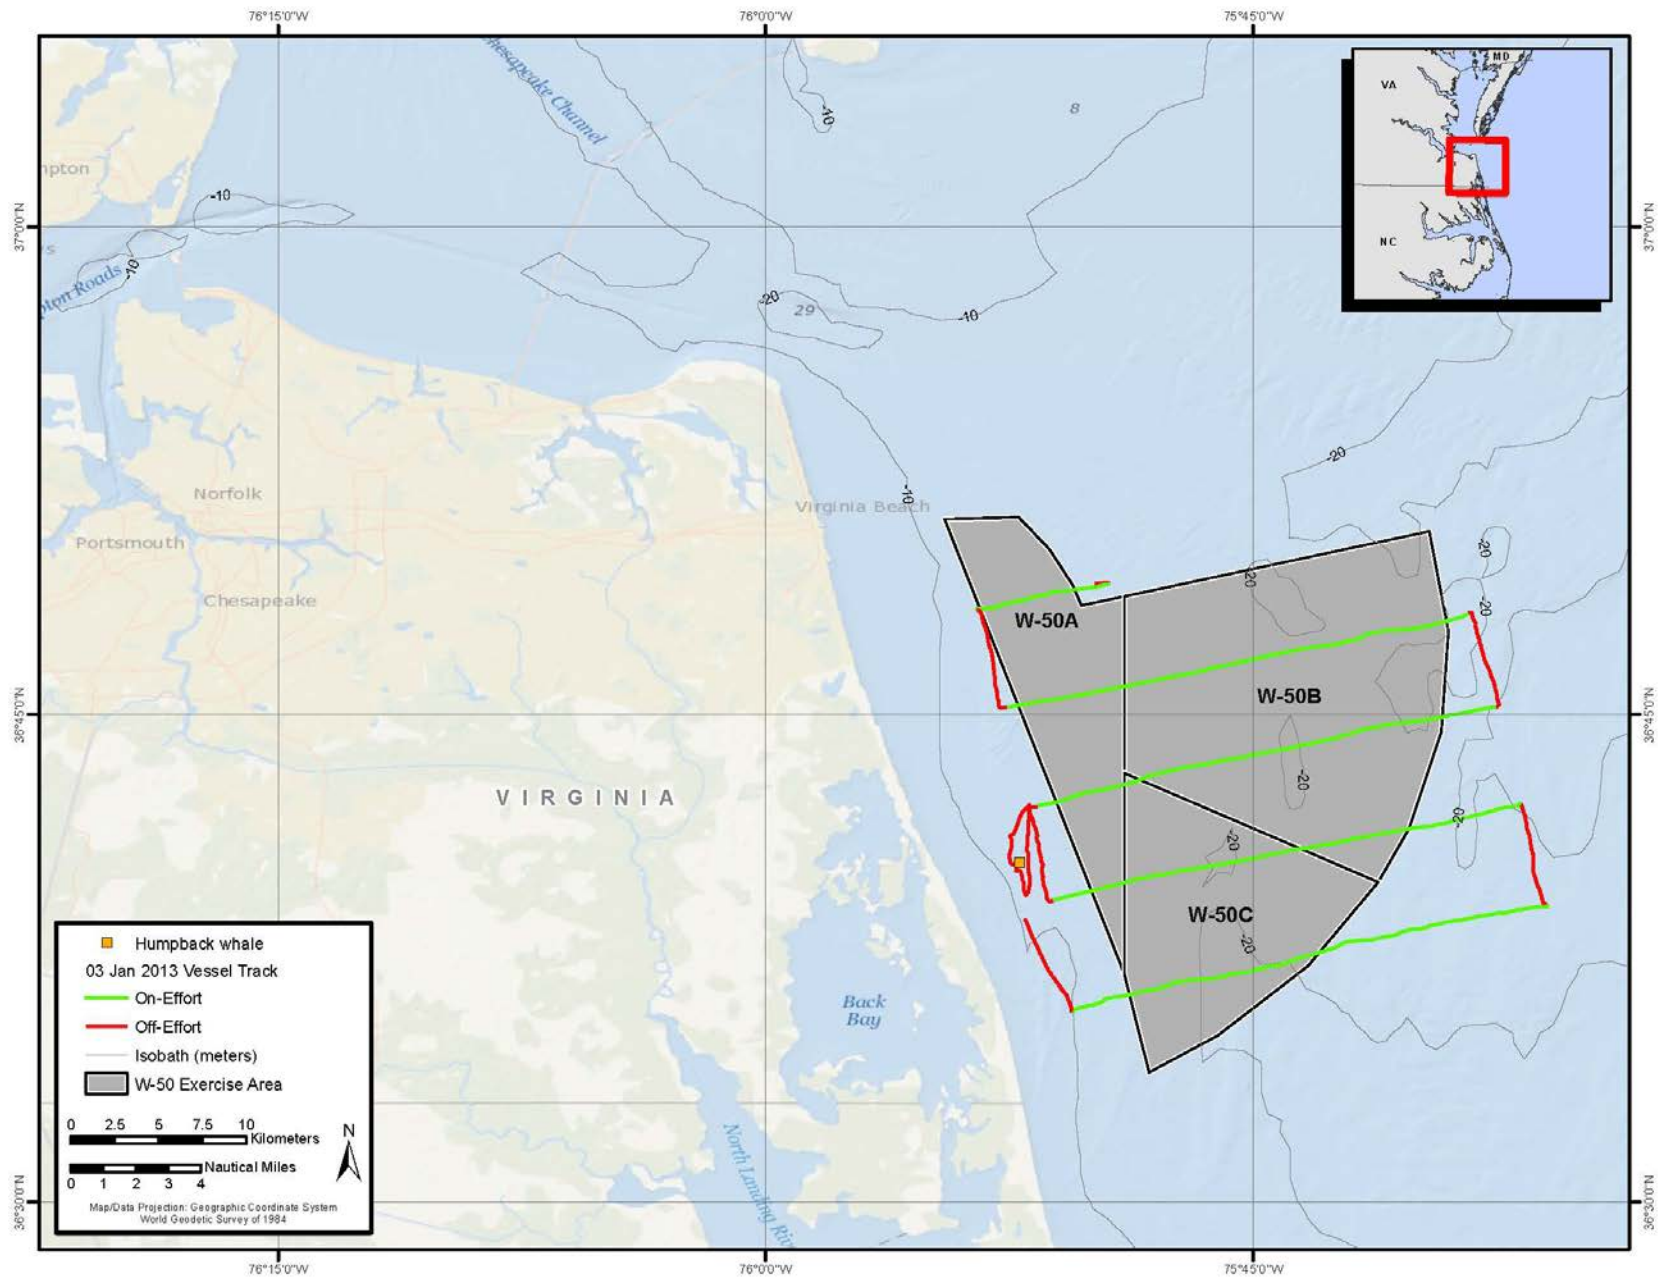 76°15'0"W
76°0'0"W
75°45'0"W
Chesapeake Channel
-10
8
MD
VA
NC
mpton
-10
37°0'0"N
37°0'0"N
-10
pton Roads
-20
29
-10
-20
Norfolk
-10
Virginia Beach
Portsmouth
-20
-20
Chesapeake
-20
W-50A
W-50B
36°45'0"N
36°45'0"N
-20
VIRGINIA
-20
-20
W-50C
-20
Back
Bay
North Landing Riv
Humpback whale
03 Jan 2013 Vessel Track
On-Effort
Off-Effort
Isobath (meters)
W-50 Exercise Area
0 2.5 5 7.5 10
Kilometers
N
Nautical Miles
0 1 2 3 4
Map/Data Projection: Geographic Coordinate System
World Geodetic Survey of 1984
36°30'0"N
36°30'0"N
76°15'0"W
76°0'0"W
75°45'0"W